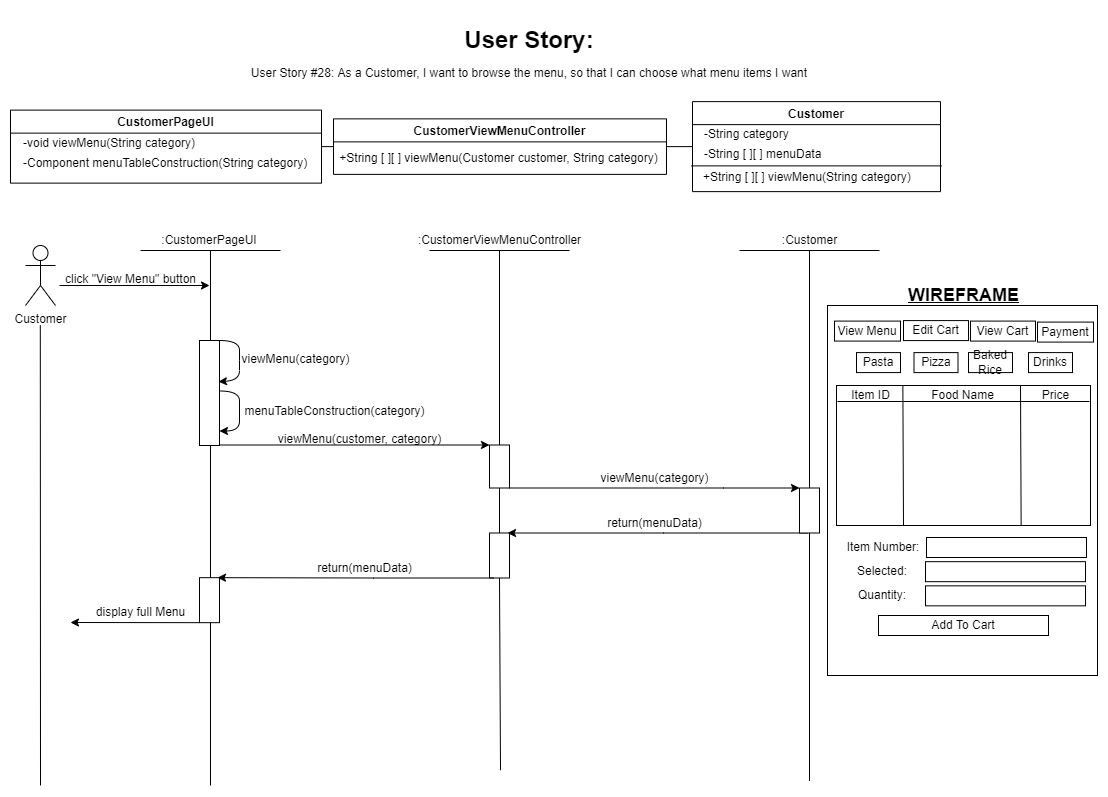 User Story:
User Story #28: As a Customer, I want to browse the menu, so that I can choose what menu items I want
CustomerPageUI
-void viewMenu(String category)
-Component menuTableConstruction(String category)
CustomerViewMenuController
+String [ ][ ] viewMenu(Customer customer, String category)
Customer
-String category
-String [ ][ ] menuData
+String [ ][ ] viewMenu(String category)
:CustomerPageUI
:CustomerViewMenuController
:Customer
click "View Menu" button
Customer
viewMenu(category)
menuTableConstruction(category)
viewMenu(customer, category)
viewMenu(category)
return(menuData)
return(menuData)
display full Menu
WIREFRAME
View Menu
Edit Cart
View Cart
Payment
Pasta
Pizza
Baked
Rice
Drinks
Item ID
Food Name
Price
Item Number:
Selected:
Quantity:
Add To Cart